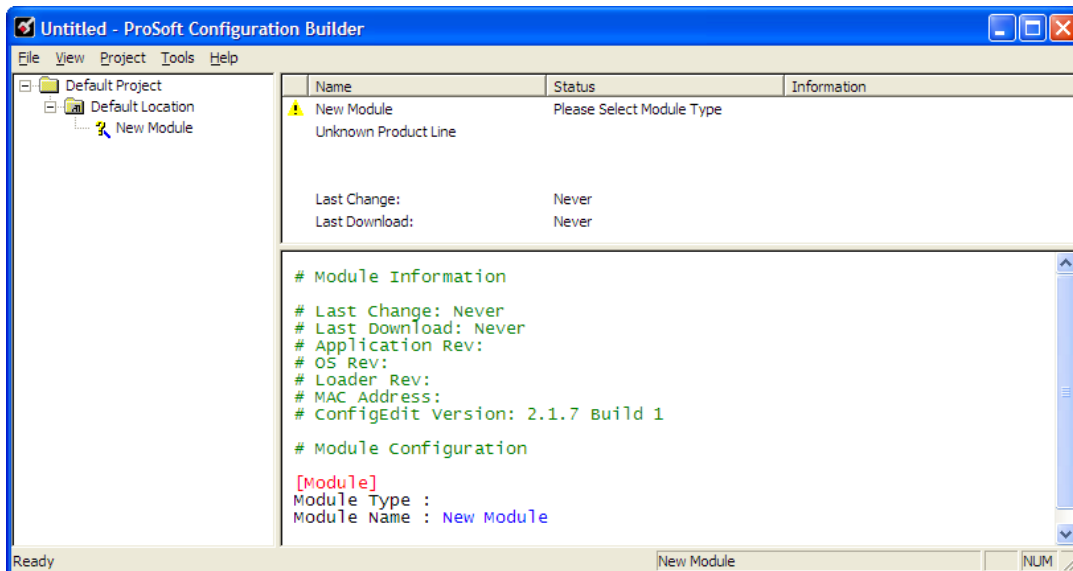 Untitled - ProSoft Configuration Builder
File View Project Tools Help
Default Project
Default Location
New Module
Name Status Information
New Module Please Select Module Type
Unknown Product Line
Last Change: Never
Last Download: Never
# Module Information
# Last Change: Never
# Last Download: Never
# Application Rev:
# OS Rev:
# Loader Rev:
# MAC Address:
# ConfigEdit Version: 2.1.7 Build 1
# Module Configuration
[Module]
Module Type :
Module Name : New Module
Ready New Module NUM